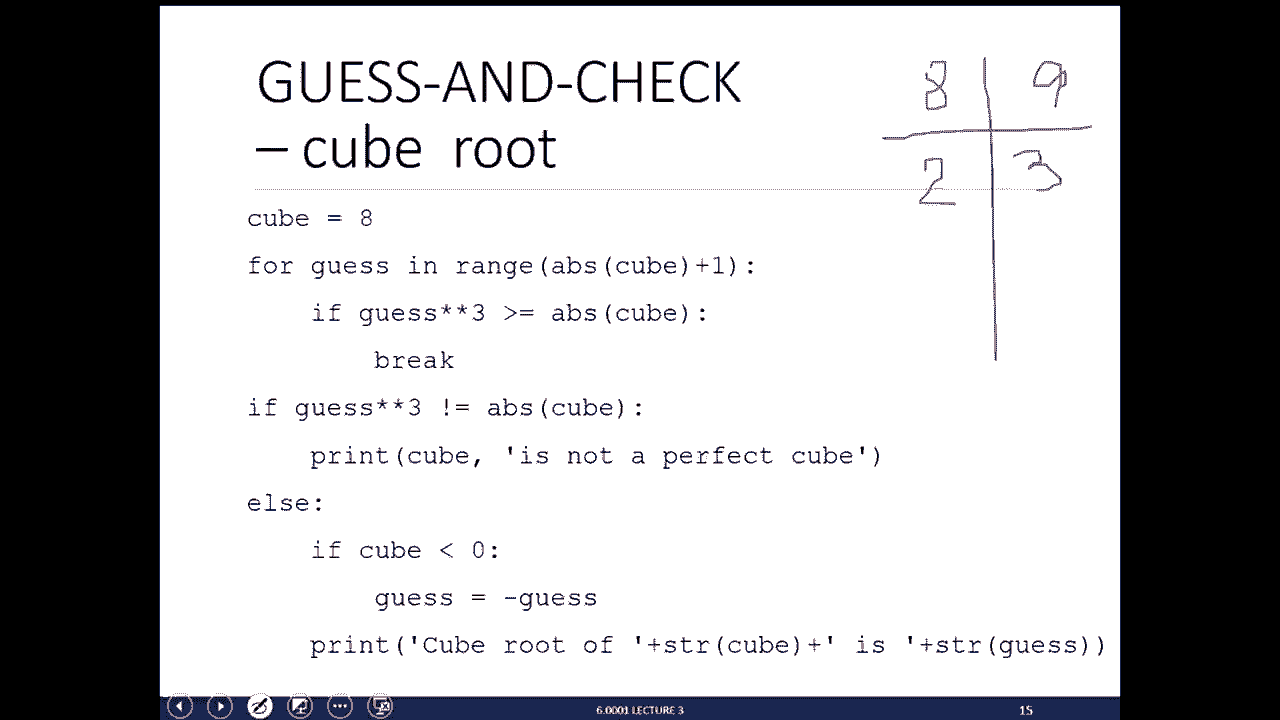 GUESS-AND-CHECK
– cube root
8 9
2 3
cube = 8
for guess in range(abs(cube)+1):
    if guess**3 >= abs(cube):
        break
if guess**3 != abs(cube):
    print(cube, 'is not a perfect cube')
else:
    if cube < 0:
        guess = -guess
    print('Cube root of '+str(cube)+' is '+str(guess))
6.0001 LECTURE 3
15